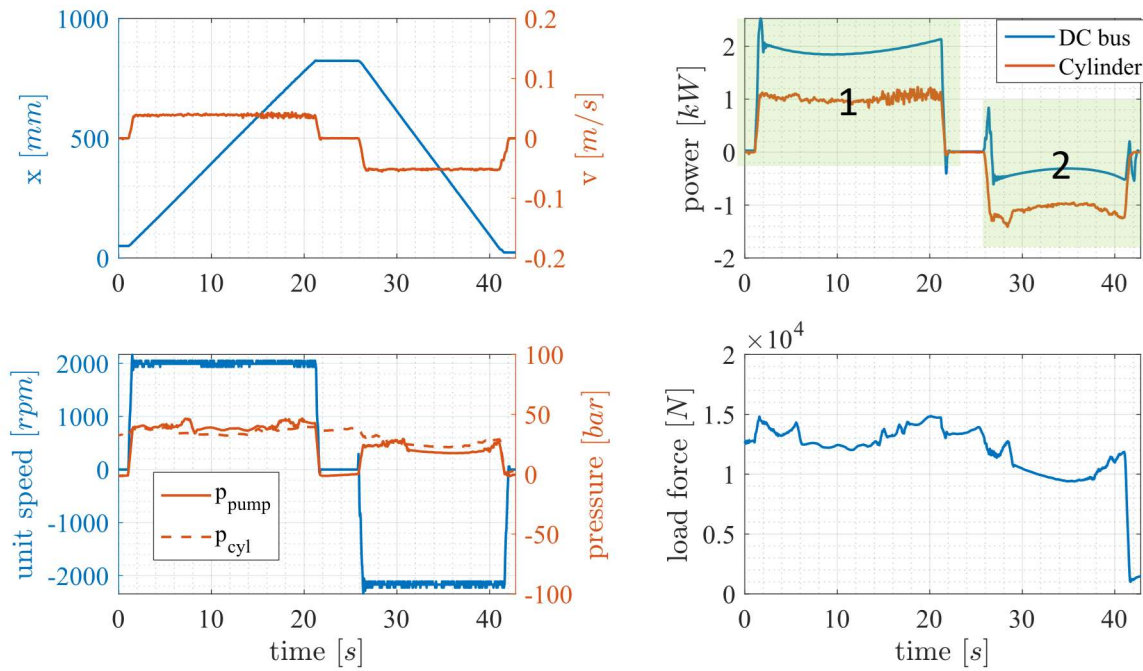 1000
500
0
x [mm]
0.2
0.1
0
-0.1
-0.2
v [m/s]
0 10 20 30 40
2
1
0
-1
-2
power [kW]
DC bus
Cylinder
1
2
0 10 20 30 40
2000
1000
0
-1000
-2000
unit speed [rpm]
p_pump
p_cyl
100
50
0
-50
-100
pressure [bar]
0 10 20 30 40
time [s]
×10⁴
2
1.5
1
0.5
0
load force [N]
0 10 20 30 40
time [s]